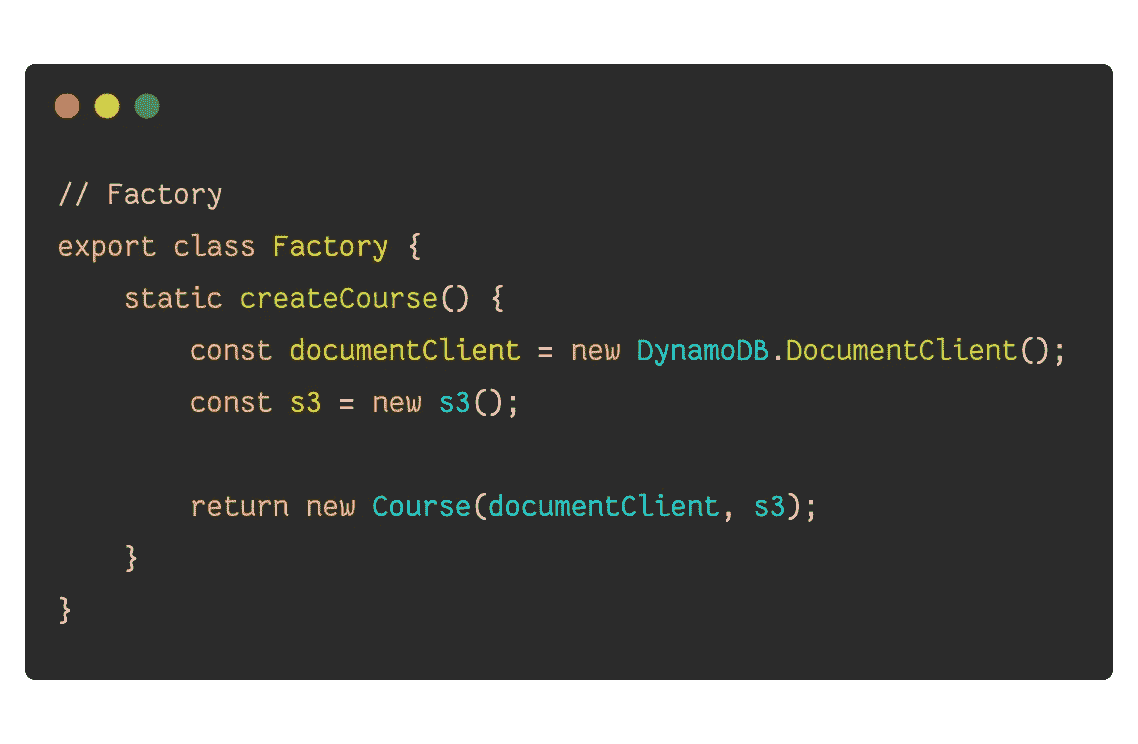 // Factory
export class Factory {
    static createCourse() {
        const documentClient = new DynamoDB.DocumentClient();
        const s3 = new s3();
        return new Course(documentClient, s3);
    }
}